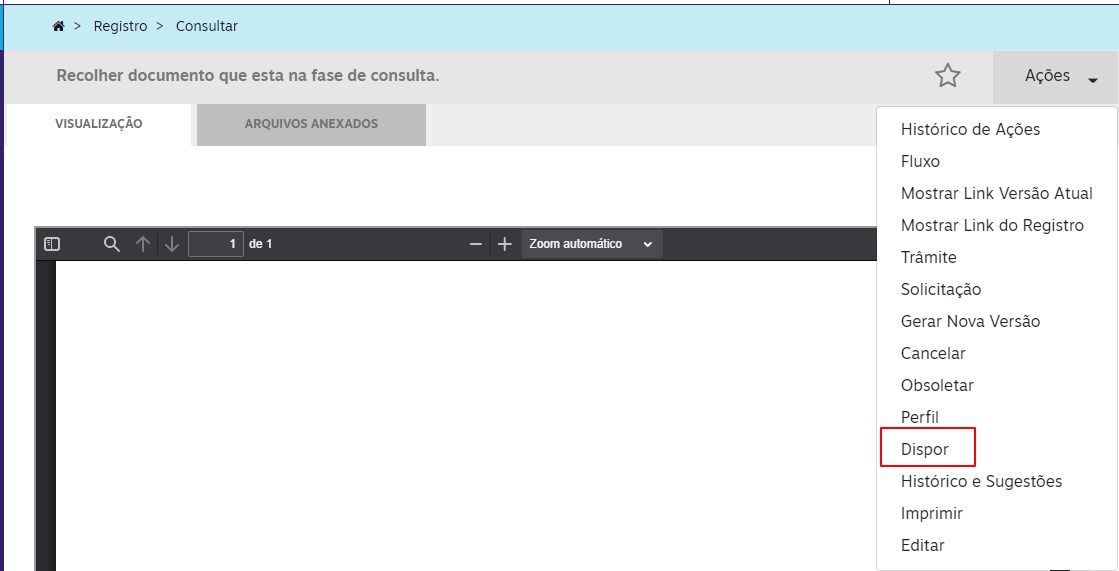 > Registro > Consultar
Recolher documento que esta na fase de consulta.
Ações
VISUALIZAÇÃO
ARQUIVOS ANEXADOS
1 de 1
Zoom automático
Histórico de Ações
Fluxo
Mostrar Link Versão Atual
Mostrar Link do Registro
Trâmite
Solicitação
Gerar Nova Versão
Cancelar
Obsoletar
Perfil
Dispor
Histórico e Sugestões
Imprimir
Editar